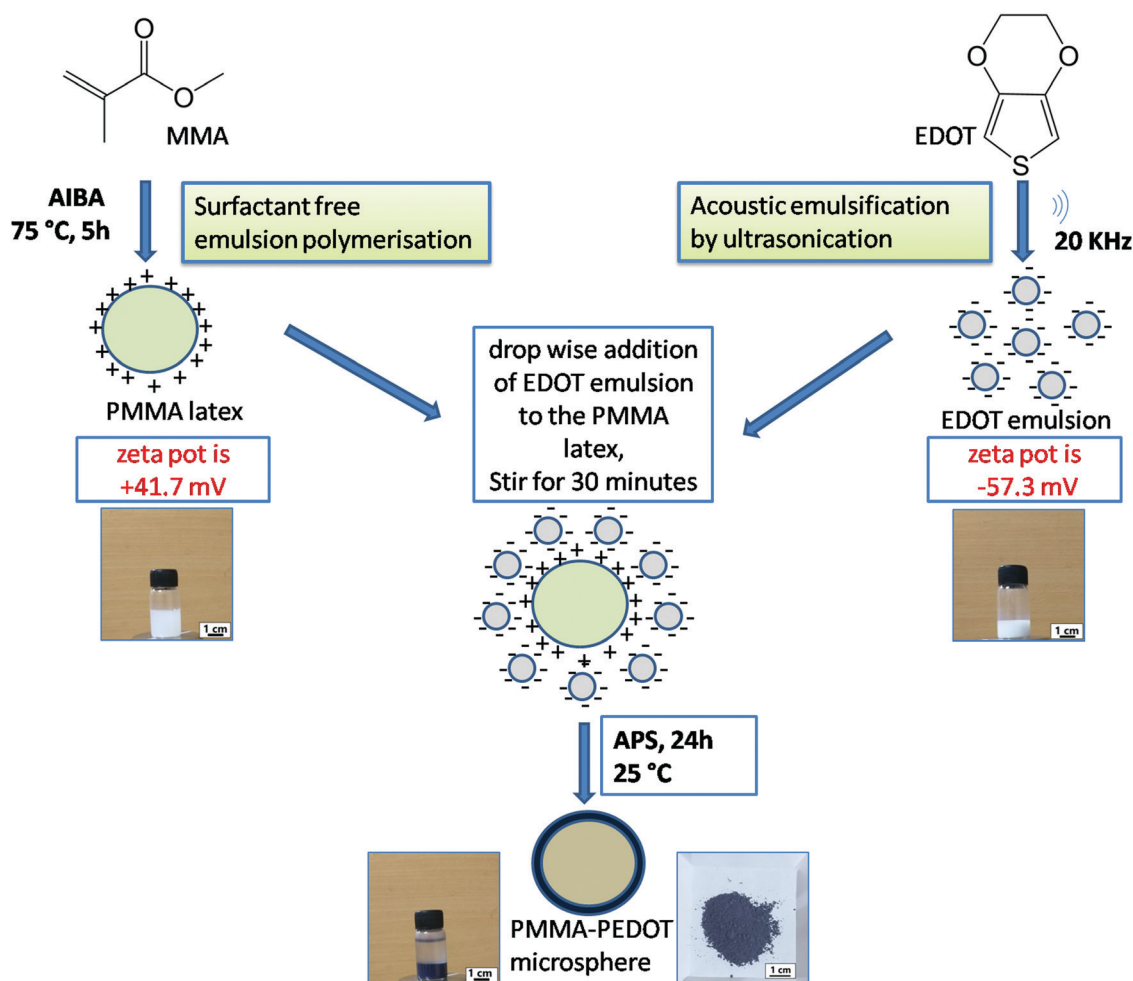 O
O
MMA
O
O
EDOT
S
AIBA
75 °C, 5h
Surfactant free
emulsion polymerisation
Acoustic emulsification
by ultrasonication
20 KHz
PMMA latex
zeta pot is
+41.7 mV
drop wise addition
of EDOT emulsion
to the PMMA
latex,
Stir for 30 minutes
EDOT emulsion
zeta pot is
-57.3 mV
1 cm
1 cm
APS, 24h
25 °C
PMMA-PEDOT
microsphere
1 cm
1 cm